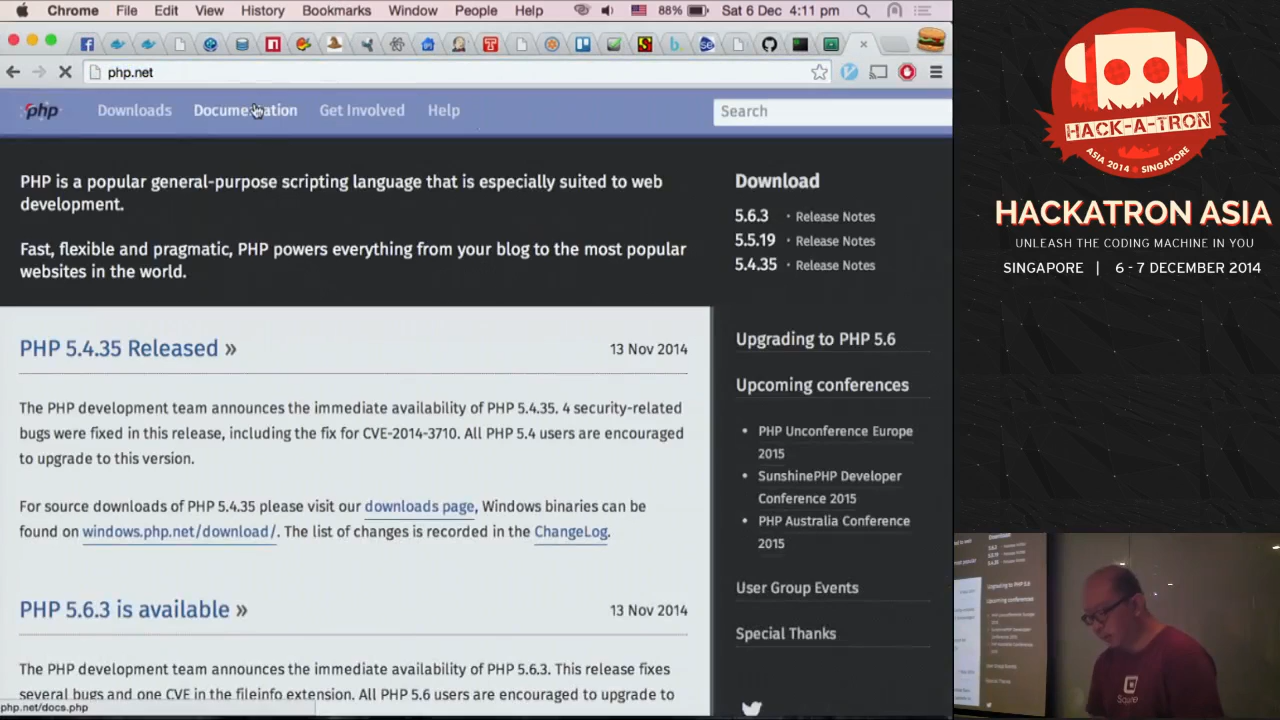 Chrome File Edit View History Bookmarks Window People Help 88% Sat 6 Dec 4:11 pm
php.net
php Downloads Documentation Get Involved Help Search
PHP is a popular general-purpose scripting language that is especially suited to web
development.
Fast, flexible and pragmatic, PHP powers everything from your blog to the most popular
websites in the world.
Download
5.6.3 · Release Notes
5.5.19 · Release Notes
5.4.35 · Release Notes
PHP 5.4.35 Released »
13 Nov 2014
The PHP development team announces the immediate availability of PHP 5.4.35. 4 security-related
bugs were fixed in this release, including the fix for CVE-2014-3710. All PHP 5.4 users are encouraged
to upgrade to this version.
For source downloads of PHP 5.4.35 please visit our downloads page, Windows binaries can be
found on windows.php.net/download/. The list of changes is recorded in the ChangeLog.
PHP 5.6.3 is available »
13 Nov 2014
The PHP development team announces the immediate availability of PHP 5.6.3. This release fixes
several bugs and one CVE in the fileinfo extension. All PHP 5.6 users are encouraged to upgrade to
php.net/docs.php
Upgrading to PHP 5.6
Upcoming conferences
• PHP Unconference Europe
2015
• SunshinePHP Developer
Conference 2015
• PHP Australia Conference
2015
User Group Events
Special Thanks
HACK-A-TRON
ASIA 2014 SINGAPORE
HACKATRON ASIA
UNLEASH THE CODING MACHINE IN YOU
SINGAPORE | 6 - 7 DECEMBER 2014
Upgrading to PHP 5.6
Upcoming conferences
Square